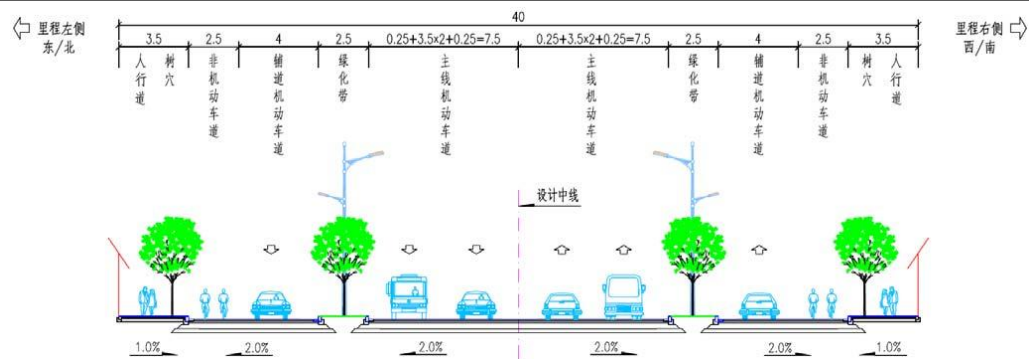 40
里程左侧
东/北
里程右侧
西/南
3.5
2.5
4
2.5
0.25+3.5x2+0.25=7.5
0.25+3.5x2+0.25=7.5
2.5
4
2.5
3.5
人行道
树穴
非机动车道
辅道机动车道
绿化带
主线机动车道
主线机动车道
绿化带
辅道机动车道
非机动车道
树穴
人行道
设计中线
1.0%
2.0%
2.0%
2.0%
2.0%
1.0%